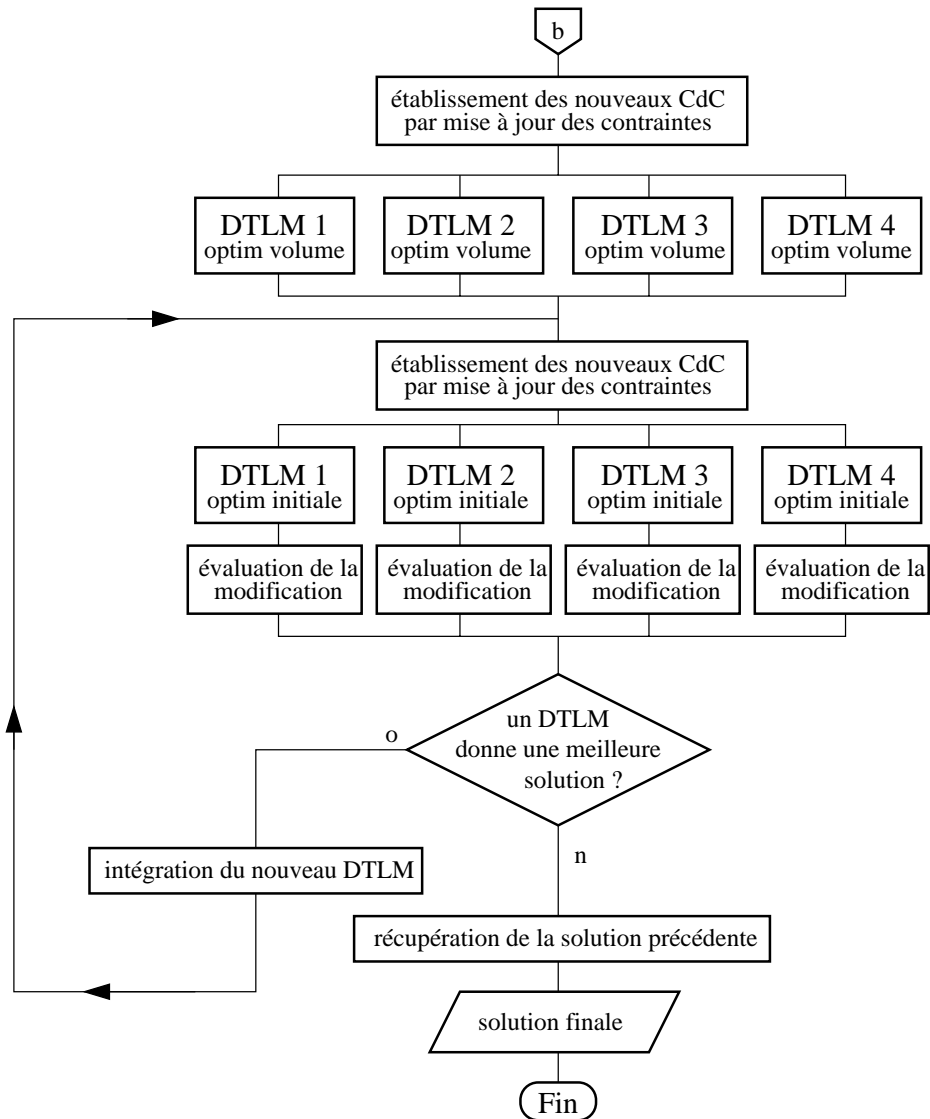 b
établissement des nouveaux CdC
par mise à jour des contraintes
DTLM 1
optim volume
DTLM 2
optim volume
DTLM 3
optim volume
DTLM 4
optim volume
établissement des nouveaux CdC
par mise à jour des contraintes
DTLM 1
optim initiale
DTLM 2
optim initiale
DTLM 3
optim initiale
DTLM 4
optim initiale
évaluation de la
modification
évaluation de la
modification
évaluation de la
modification
évaluation de la
modification
un DTLM
donne une meilleure
solution ?
o
n
intégration du nouveau DTLM
récupération de la solution précédente
solution finale
Fin